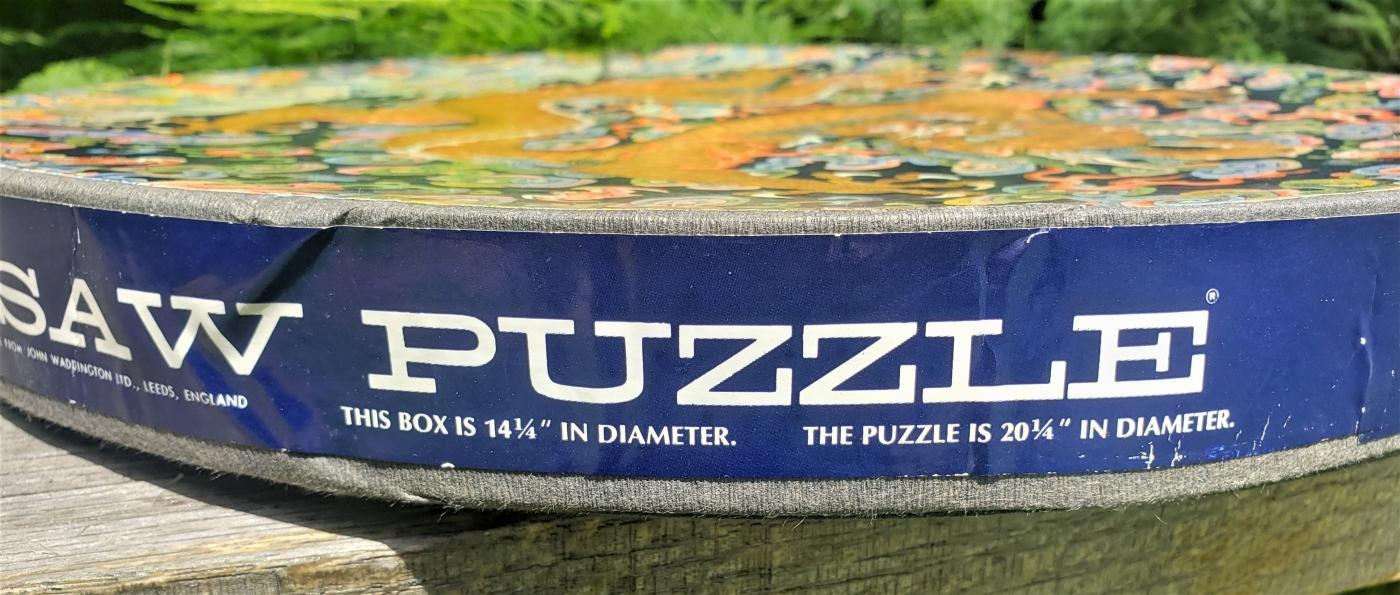 SAW PUZZLE®
FROM JOHN WADDINGTON LTD., LEEDS, ENGLAND
THIS BOX IS 14¼" IN DIAMETER. THE PUZZLE IS 20¼" IN DIAMETER.